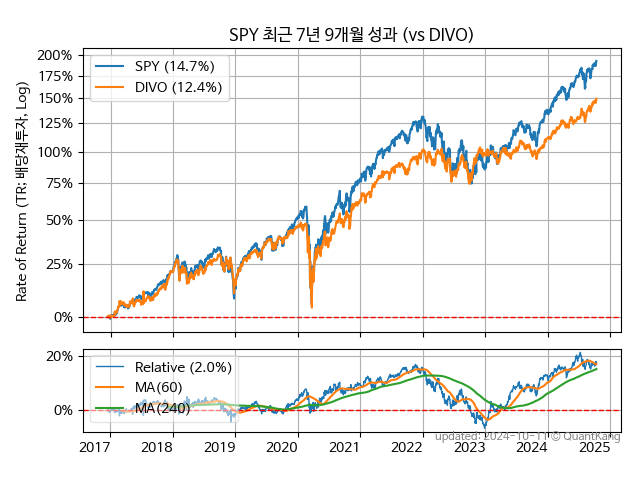 SPY 최근 7년 9개월 성과 (vs DIVO)
Rate of Return (TR; 배당재투자, Log)
200%
175%
150%
125%
100%
75%
50%
25%
0%
SPY (14.7%)
DIVO (12.4%)
20%
0%
Relative (2.0%)
MA(60)
MA(240)
2017 2018 2019 2020 2021 2022 2023 2024 2025
updated: 2024-10-11 © QuantKang